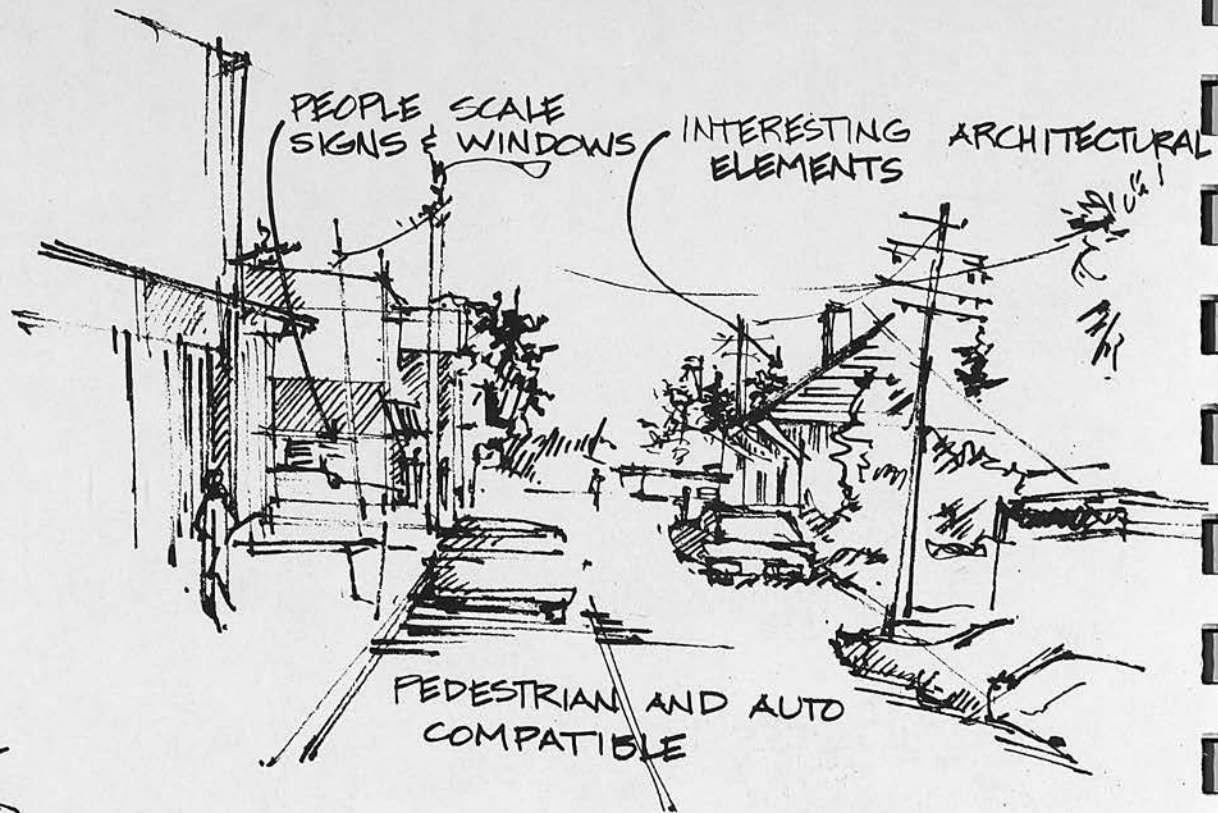 PEOPLE SCALE
SIGNS & WINDOWS
INTERESTING ARCHITECTURAL
ELEMENTS
PEDESTRIAN AND AUTO
COMPATIBLE